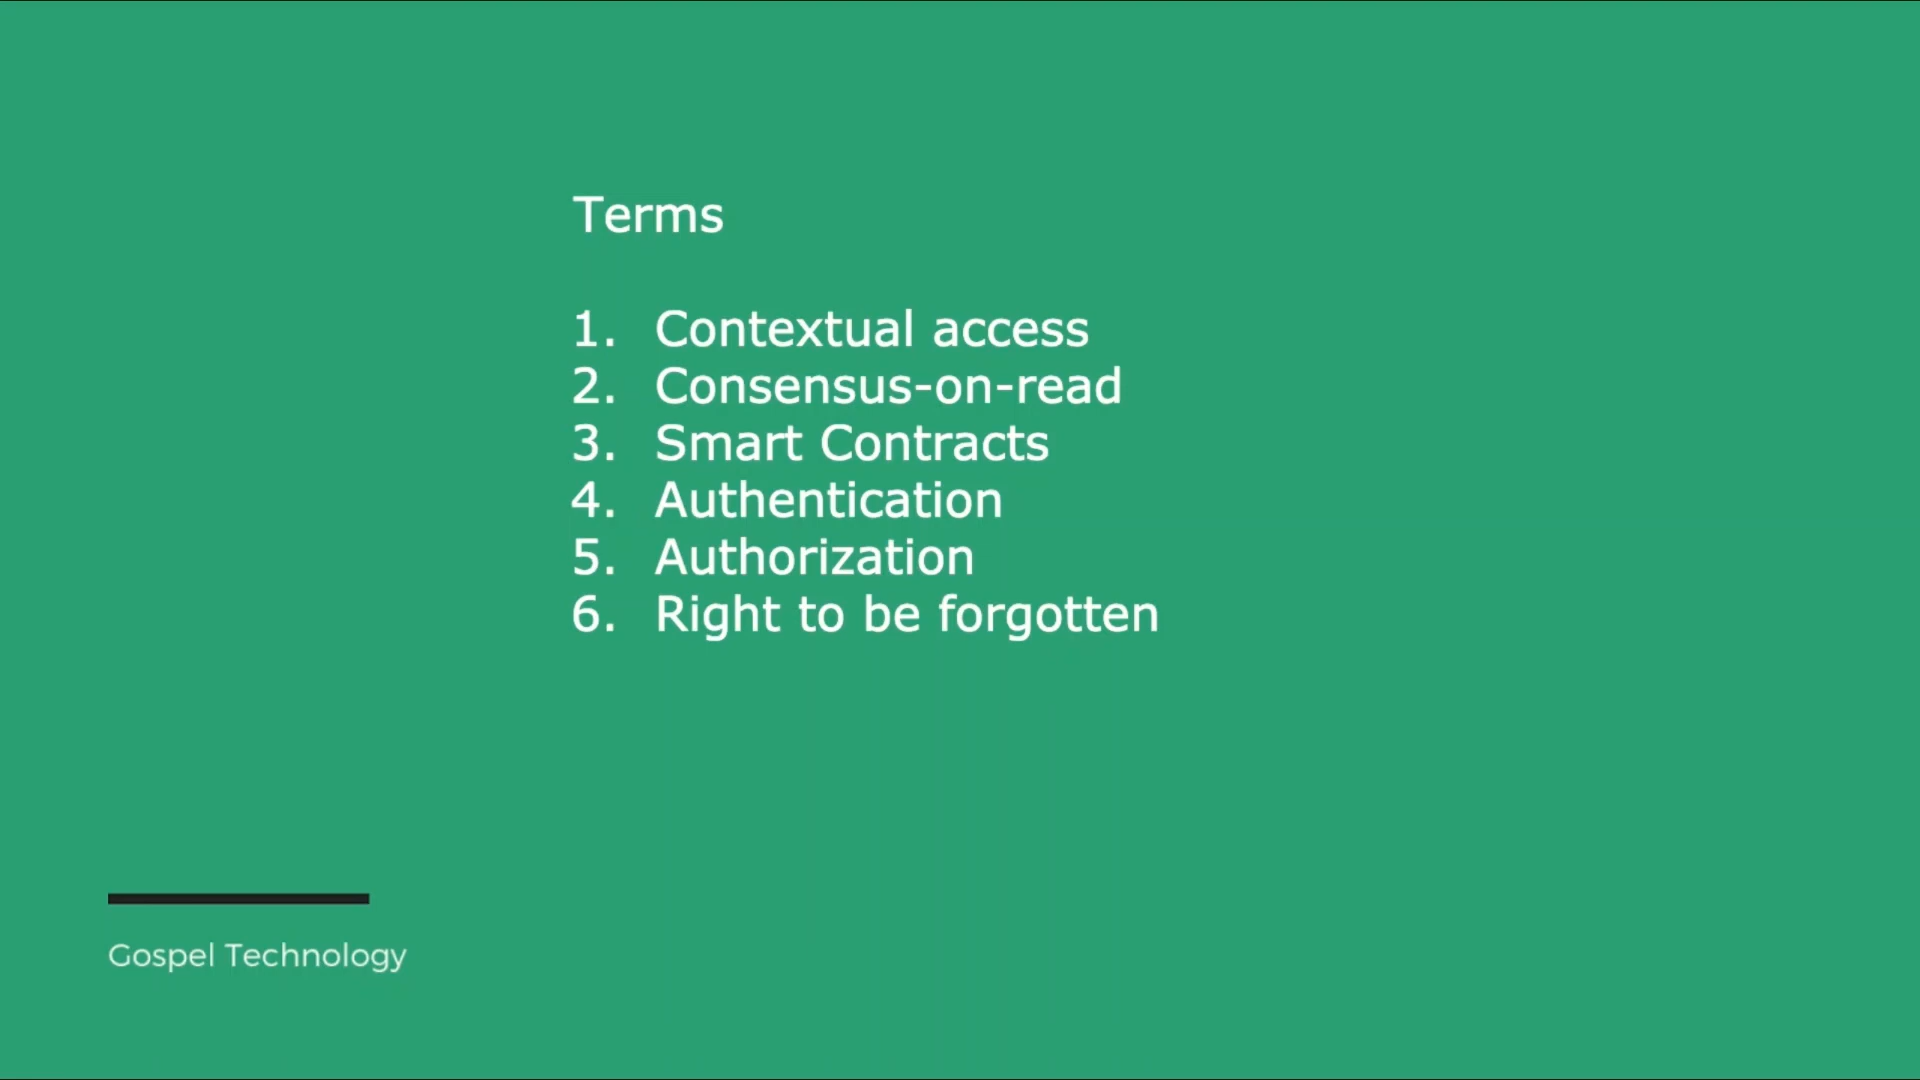 Terms
1. Contextual access
2. Consensus-on-read
3. Smart Contracts
4. Authentication
5. Authorization
6. Right to be forgotten
Gospel Technology